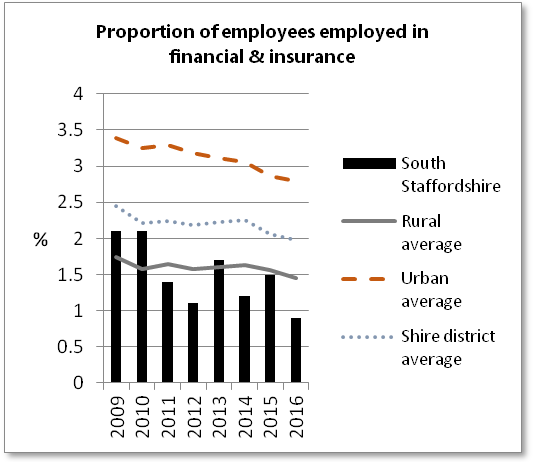 Proportion of employees employed in
financial & insurance
4
3.5
3
2.5
2
1.5
1
0.5
0
%
2009
2010
2011
2012
2013
2014
2015
2016
South
Staffordshire
Rural
average
Urban
average
Shire district
average